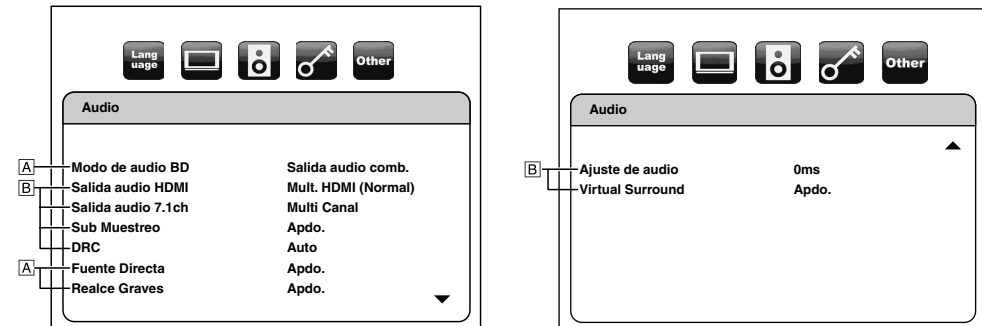 Lang
uage
Other
Audio
A Modo de audio BD Salida audio comb.
B Salida audio HDMI Mult. HDMI (Normal)
Salida audio 7.1ch Multi Canal
Sub Muestreo Apdo.
DRC Auto
A Fuente Directa Apdo.
Realce Graves Apdo.
Lang
uage
Other
Audio
B Ajuste de audio 0ms
Virtual Surround Apdo.